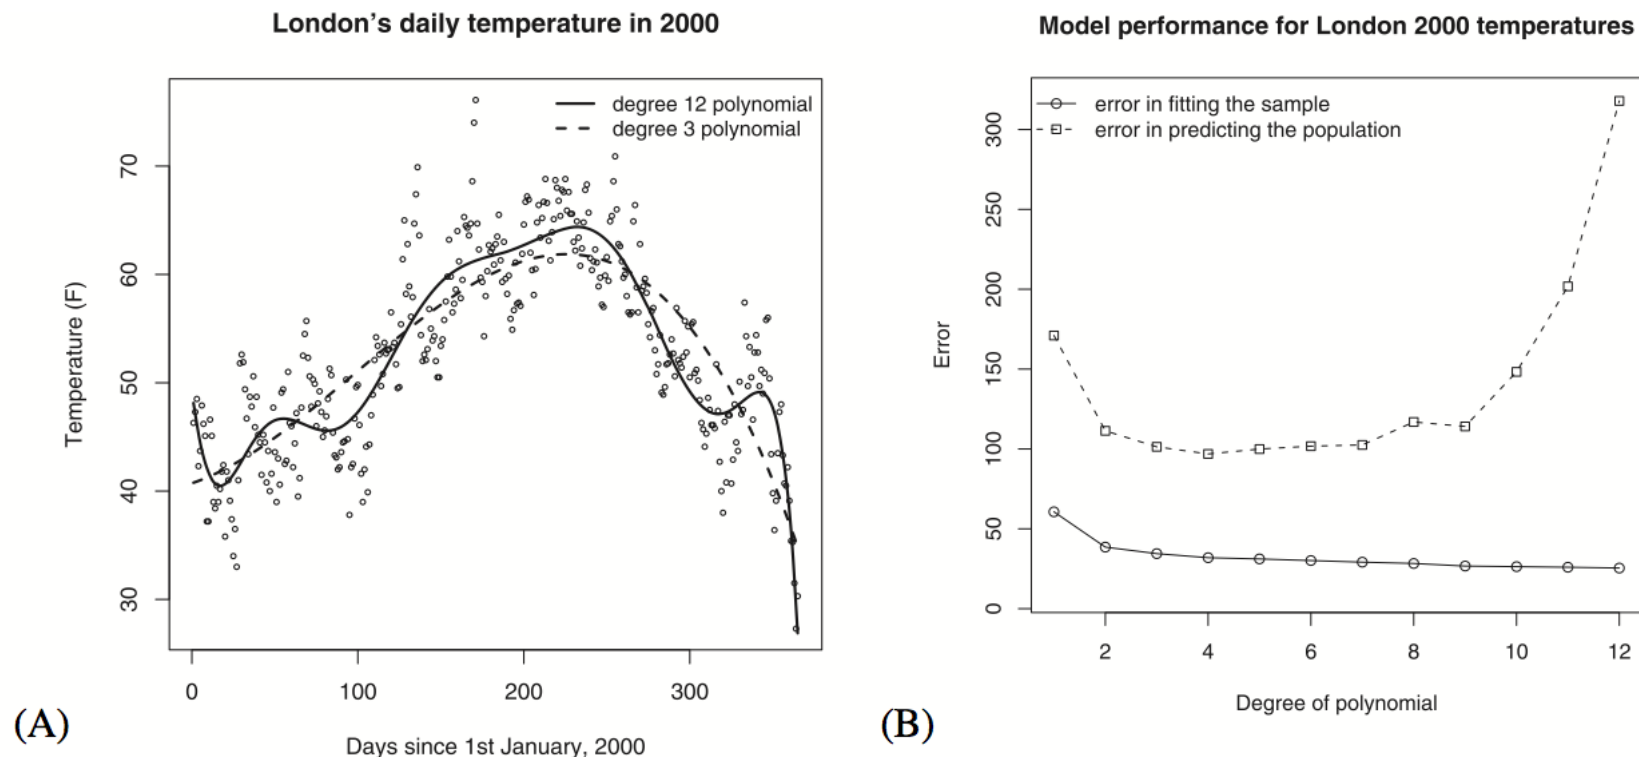 London's daily temperature in 2000
degree 12 polynomial
degree 3 polynomial
70
60
50
40
30
Temperature (F)
0 100 200 300
Days since 1st January, 2000
(A)
Model performance for London 2000 temperatures
error in fitting the sample
error in predicting the population
300
250
200
150
100
50
0
Error
2 4 6 8 10 12
Degree of polynomial
(B)